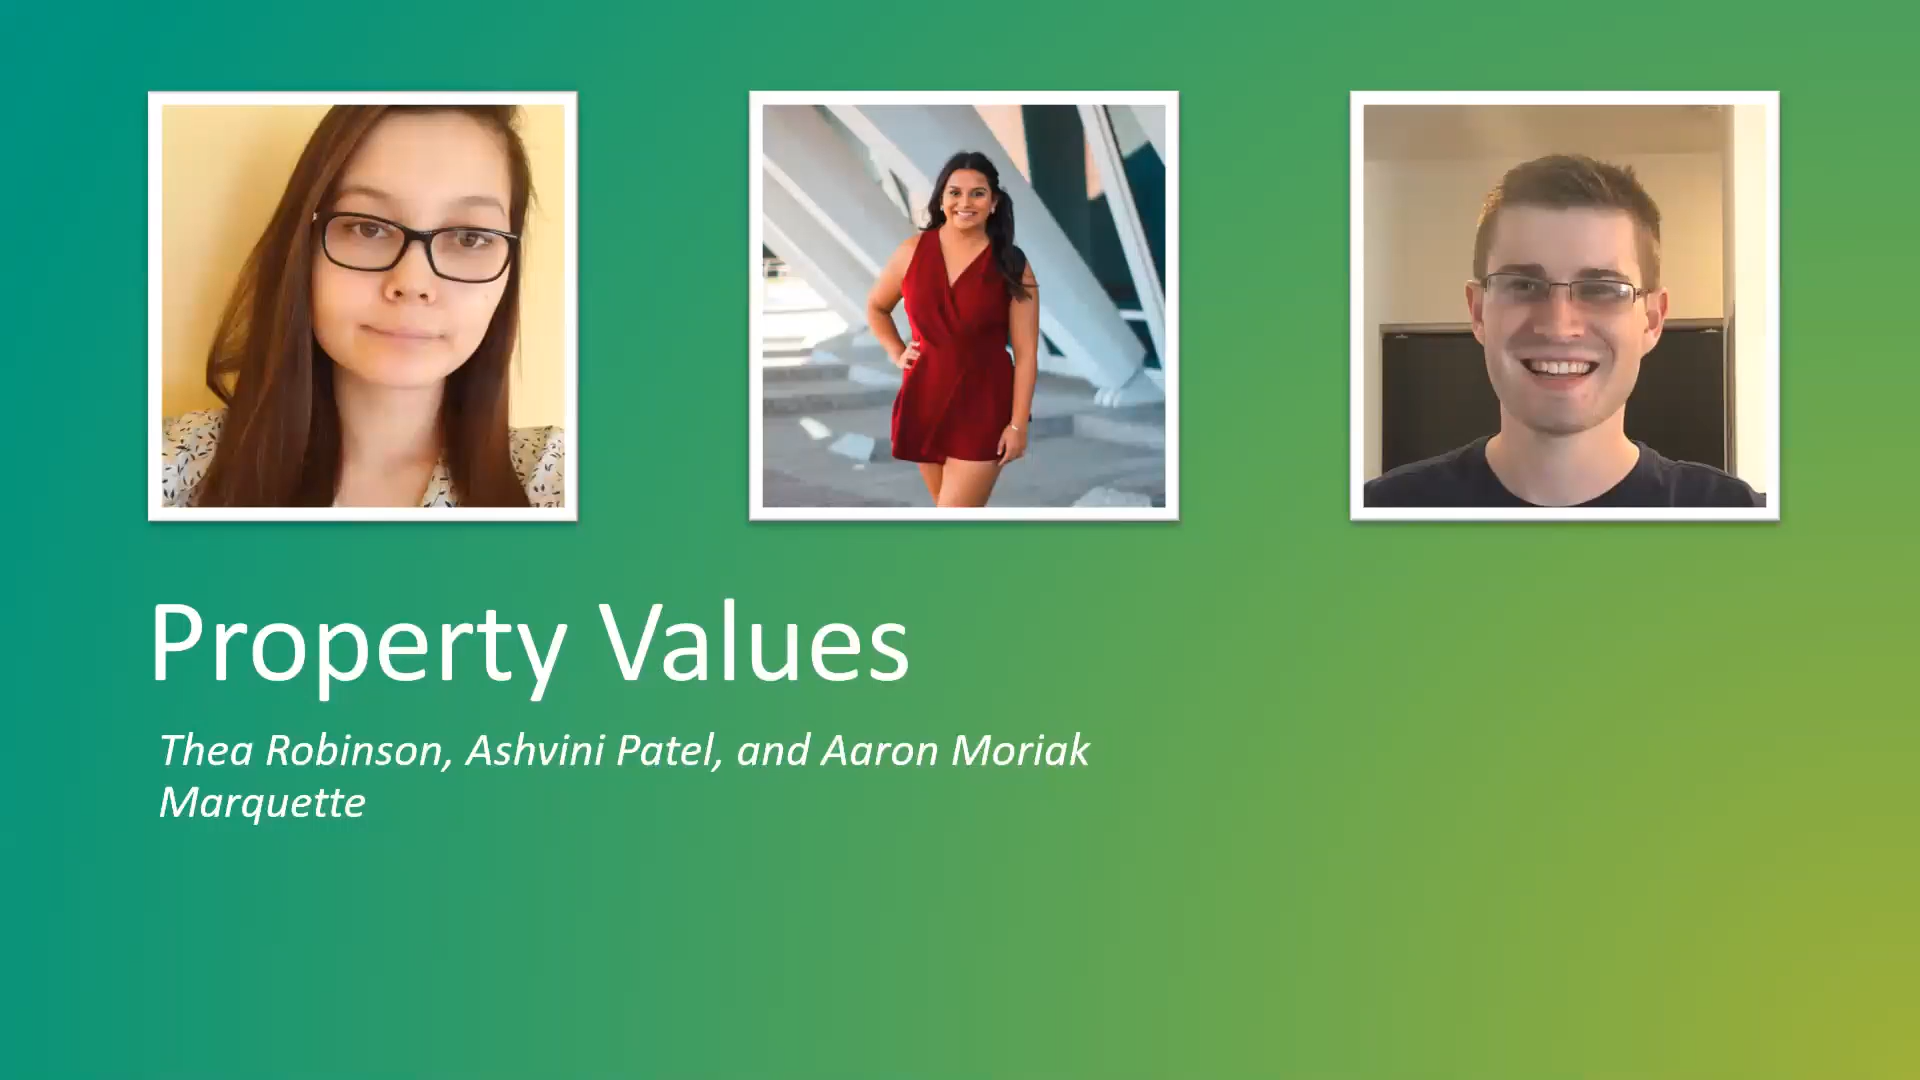 Property Values
Thea Robinson, Ashvini Patel, and Aaron Moriak
Marquette